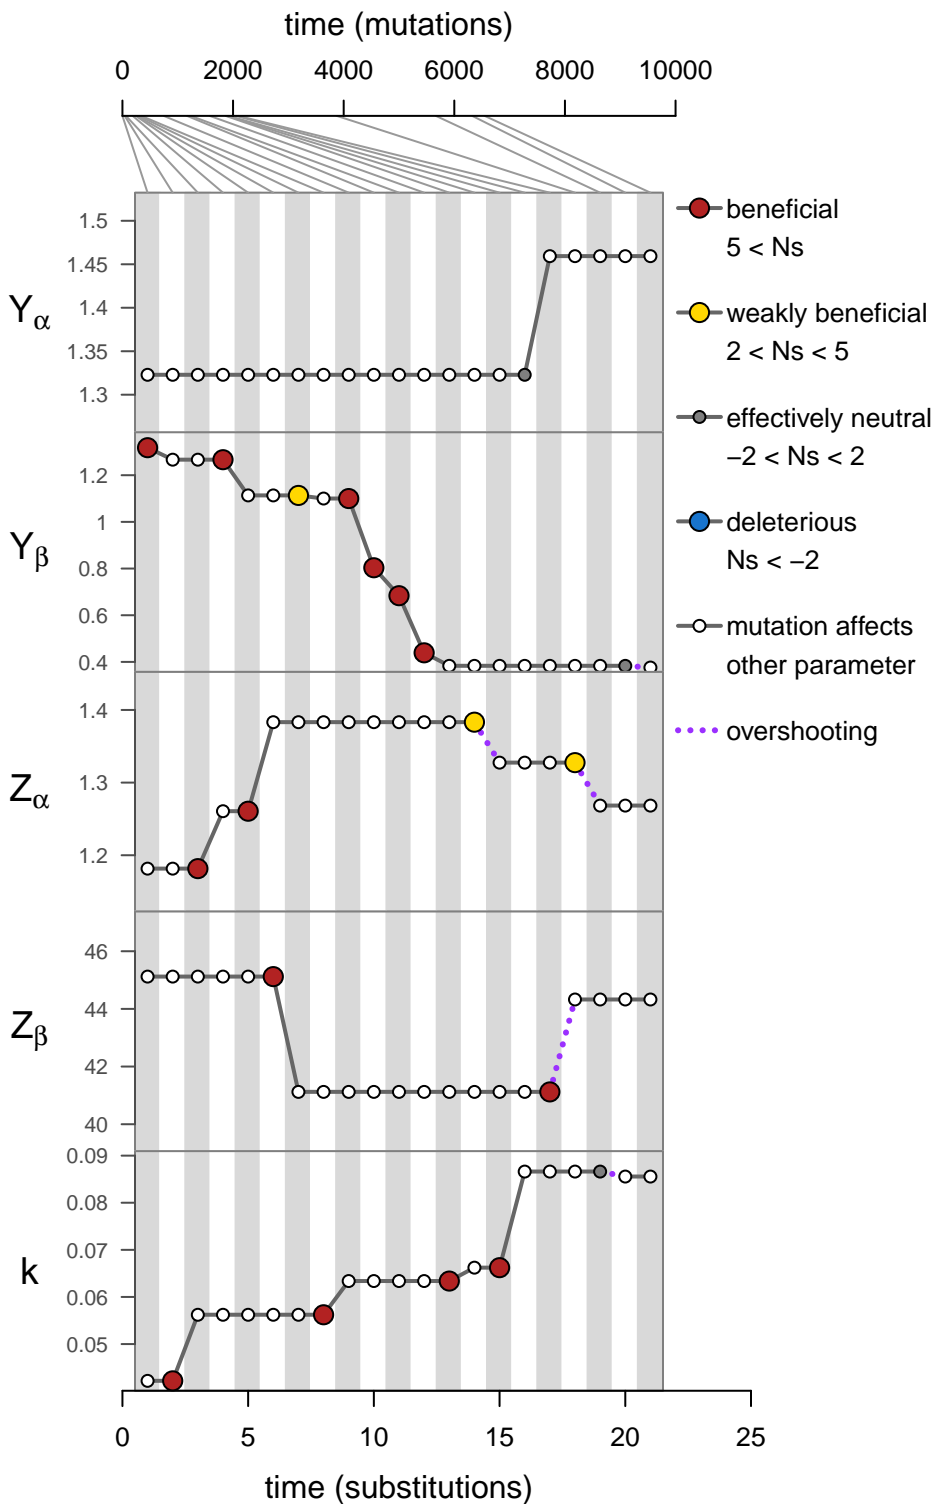 time (mutations)
0 2000 4000 6000 8000 10000
1.5
1.45
1.4
1.35
1.3
Yα
beneficial
5 < Ns
weakly beneficial
2 < Ns < 5
effectively neutral
−2 < Ns < 2
deleterious
Ns < −2
mutation affects
other parameter
overshooting
1.2
1
0.8
0.6
0.4
Yβ
1.4
1.3
1.2
Zα
46
44
42
40
Zβ
0.09
0.08
0.07
0.06
0.05
k
0 5 10 15 20 25
time (substitutions)